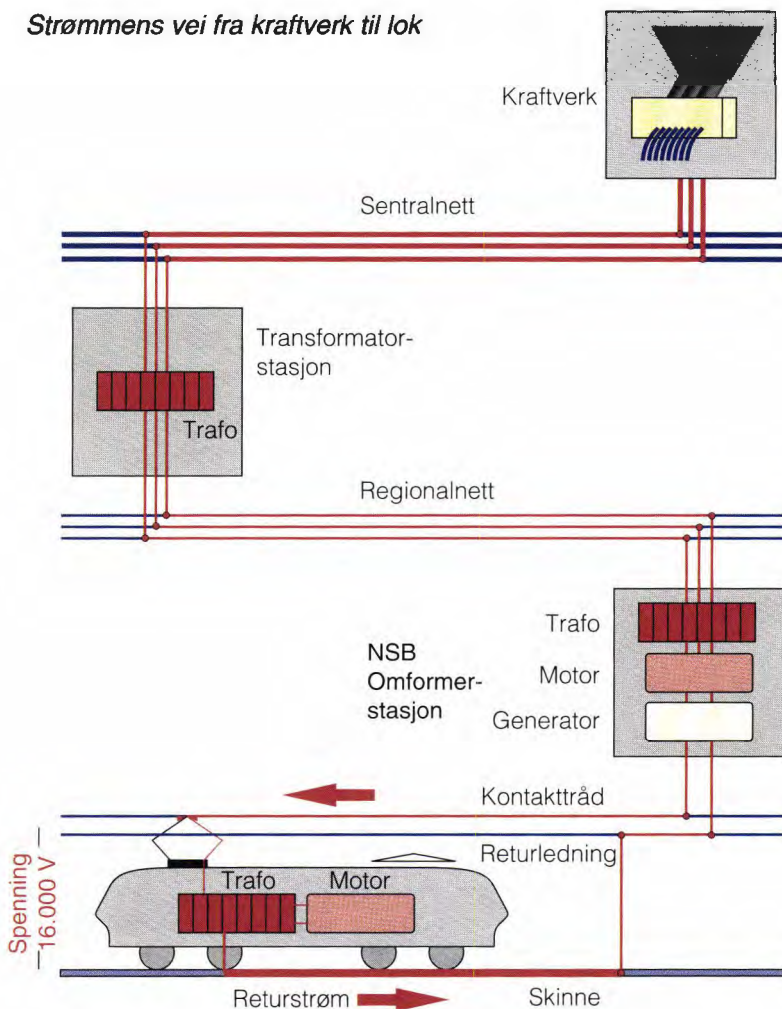 Strømmens vei fra kraftverk til lok
Kraftverk
Sentralnett
Transformator-
stasjon
Trafo
Regionalnett
Trafo
NSB
Omformer-
stasjon
Motor
Generator
Kontakttråd
Returledning
Spenning
16.000 V
Trafo
Motor
Returstrøm
Skinne